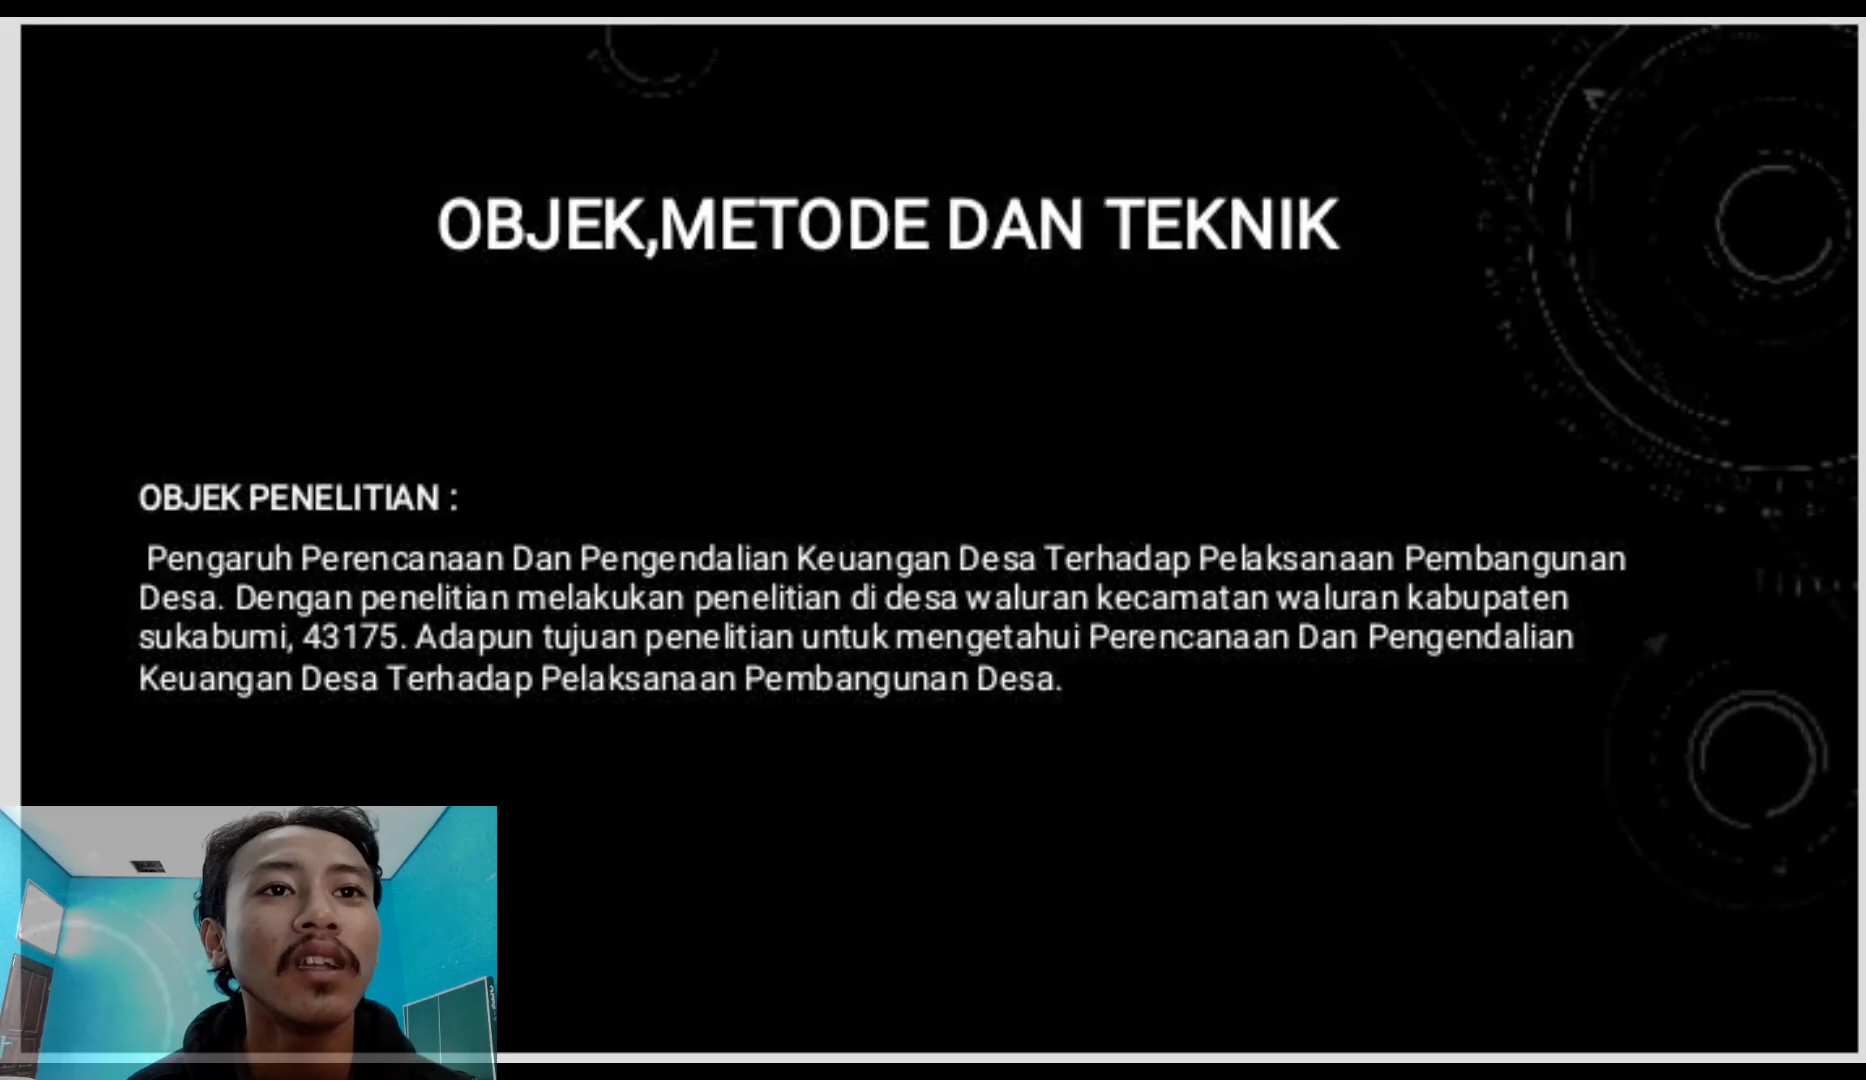 OBJEK,METODE DAN TEKNIK
OBJEK PENELITIAN :
Pengaruh Perencanaan Dan Pengendalian Keuangan Desa Terhadap Pelaksanaan Pembangunan
Desa. Dengan penelitian melakukan penelitian di desa waluran kecamatan waluran kabupaten
sukabumi, 43175. Adapun tujuan penelitian untuk mengetahui Perencanaan Dan Pengendalian
Keuangan Desa Terhadap Pelaksanaan Pembangunan Desa.